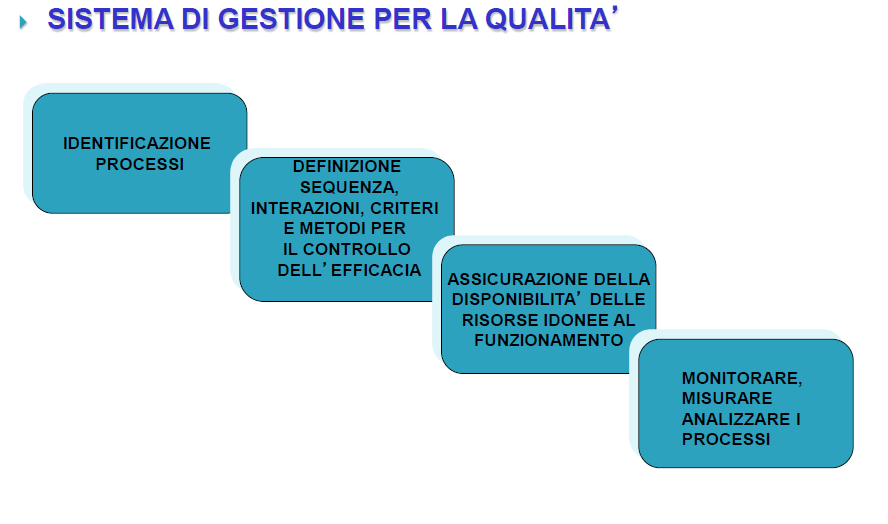 SISTEMA DI GESTIONE PER LA QUALITA’
IDENTIFICAZIONE
PROCESSI
DEFINIZIONE
SEQUENZA,
INTERAZIONI, CRITERI
E METODI PER
IL CONTROLLO
DELL’ EFFICACIA
ASSICURAZIONE DELLA
DISPONIBILITA’ DELLE
RISORSE IDONEE AL
FUNZIONAMENTO
MONITORARE,
MISURARE
ANALIZZARE I
PROCESSI